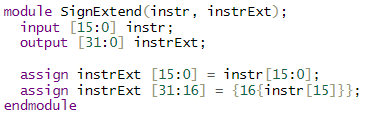 module SignExtend(instr, instrExt);
input [15:0] instr;
output [31:0] instrExt;
assign instrExt [15:0] = instr[15:0];
assign instrExt [31:16] = {16{instr[15]}};
endmodule